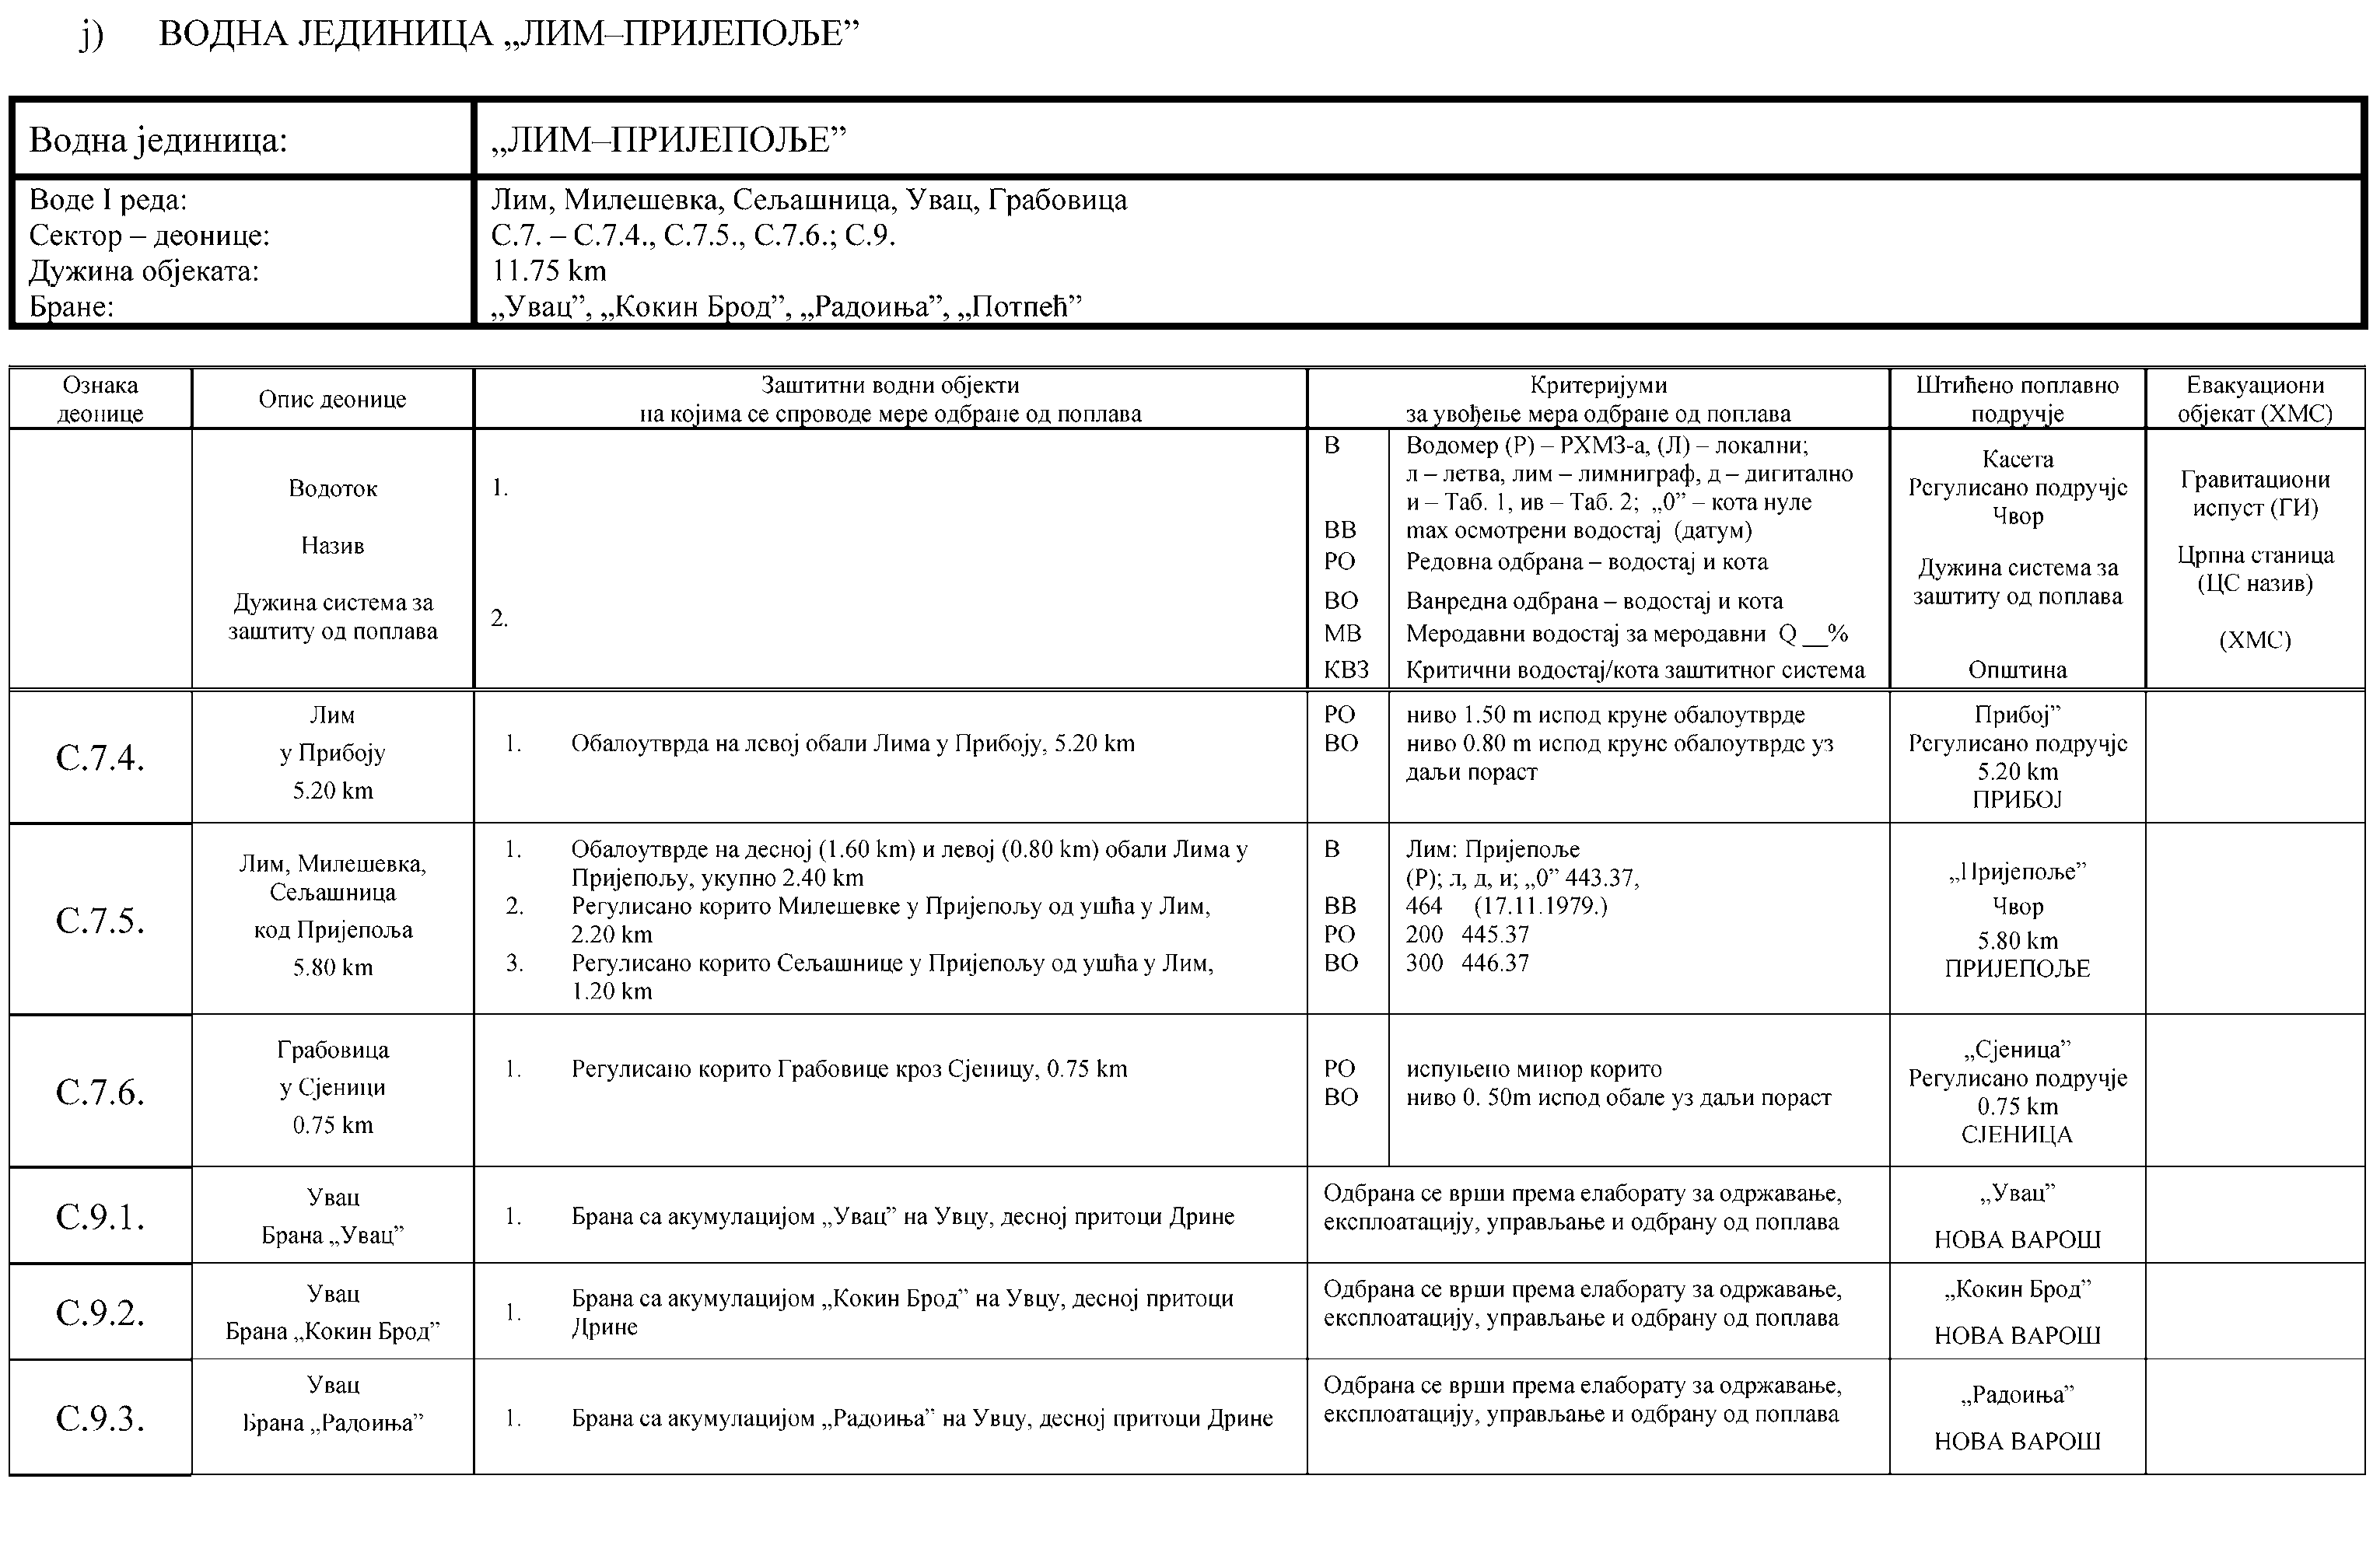 ј) ВОДНА ЈЕДИНИЦА „ЛИМ–ПРИЈЕПОЉЕ”
Водна јединица: „ЛИМ–ПРИЈЕПОЉЕ”
Воде I реда: Лим, Милешевка, Сељашница, Увац, Грабовица
Сектор – деонице: С.7. – С.7.4., С.7.5., С.7.6.; С.9.
Дужина објеката: 11.75 km
Бране: „Увац”, „Кокин Брод”, „Радоиња”, „Потпећ”
Ознака
деонице
Опис деонице
Заштитни водни објекти
на којима се спроводе мере одбране од поплава
Критеријуми
за увођење мера одбране од поплава
Штићено поплавно
подручје
Евакуациони
објекат (ХМС)
Водоток
Назив
Дужина система за
заштиту од поплава
1.
2.
В Водомер (Р) – РХМЗ-а, (Л) – локални;
л – летва, лим – лимниграф, д – дигитално
и – Таб. 1, ив – Таб. 2; „0” – кота нуле
ВВ max осмотрени водостај (датум)
РО Редовна одбрана – водостај и кота
ВО Ванредна одбрана – водостај и кота
МВ Меродавни водостај за меродавни Q __%
КВЗ Критични водостај/кота заштитног система
Касета
Регулисано подручје
Чвор
Дужина система за
заштиту од поплава
Општина
Гравитациони
испуст (ГИ)
Црпна станица
(ЦС назив)
(ХМС)
С.7.4.
Лим
у Прибоју
5.20 km
1. Обалоутврда на левој обали Лима у Прибоју, 5.20 km
РО ниво 1.50 m испод круне обалоутврде
ВО ниво 0.80 m испод круне обалоутврде уз
даљи пораст
Прибој”
Регулисано подручје
5.20 km
ПРИБОЈ
С.7.5.
Лим, Милешевка,
Сељашница
код Пријепоља
5.80 km
1. Обалоутврде на десној (1.60 km) и левој (0.80 km) обали Лима у
Пријепољу, укупно 2.40 km
2. Регулисано корито Милешевке у Пријепољу од ушћа у Лим,
2.20 km
3. Регулисано корито Сељашнице у Пријепољу од ушћа у Лим,
1.20 km
В Лим: Пријепоље
(Р); л, д, и; „0” 443.37,
ВВ 464 (17.11.1979.)
РО 200 445.37
ВО 300 446.37
„Пријепоље”
Чвор
5.80 km
ПРИЈЕПОЉЕ
С.7.6.
Грабовица
у Сјеници
0.75 km
1. Регулисано корито Грабовице кроз Сјеницу, 0.75 km
РО испуњено минор корито
ВО ниво 0. 50m испод обале уз даљи пораст
„Сјеница”
Регулисано подручје
0.75 km
СЈЕНИЦА
С.9.1.
Увац
Брана „Увац”
1. Брана са акумулацијом „Увац” на Увцу, десној притоци Дрине
Одбрана се врши према елаборату за одржавање,
експлоатацију, управљање и одбрану од поплава
„Увац”
НОВА ВАРОШ
С.9.2.
Увац
Брана „Кокин Брод”
1. Брана са акумулацијом „Кокин Брод” на Увцу, десној притоци
Дрине
Одбрана се врши према елаборату за одржавање,
експлоатацију, управљање и одбрану од поплава
„Кокин Брод”
НОВА ВАРОШ
С.9.3.
Увац
Брана „Радоиња”
1. Брана са акумулацијом „Радоиња” на Увцу, десној притоци Дрине
Одбрана се врши према елаборату за одржавање,
експлоатацију, управљање и одбрану од поплава
„Радоиња”
НОВА ВАРОШ